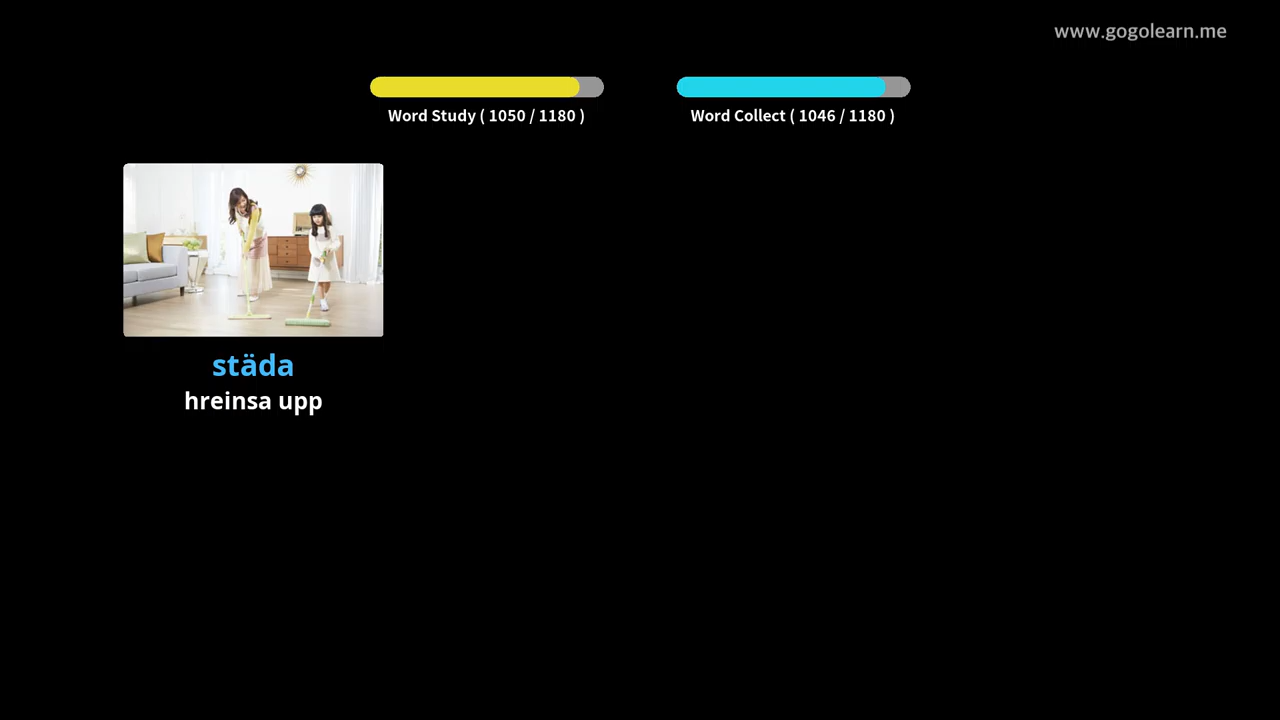 www.gogolearn.me
Word Study ( 1050 / 1180 )
Word Collect ( 1046 / 1180 )
städa
hreinsa upp